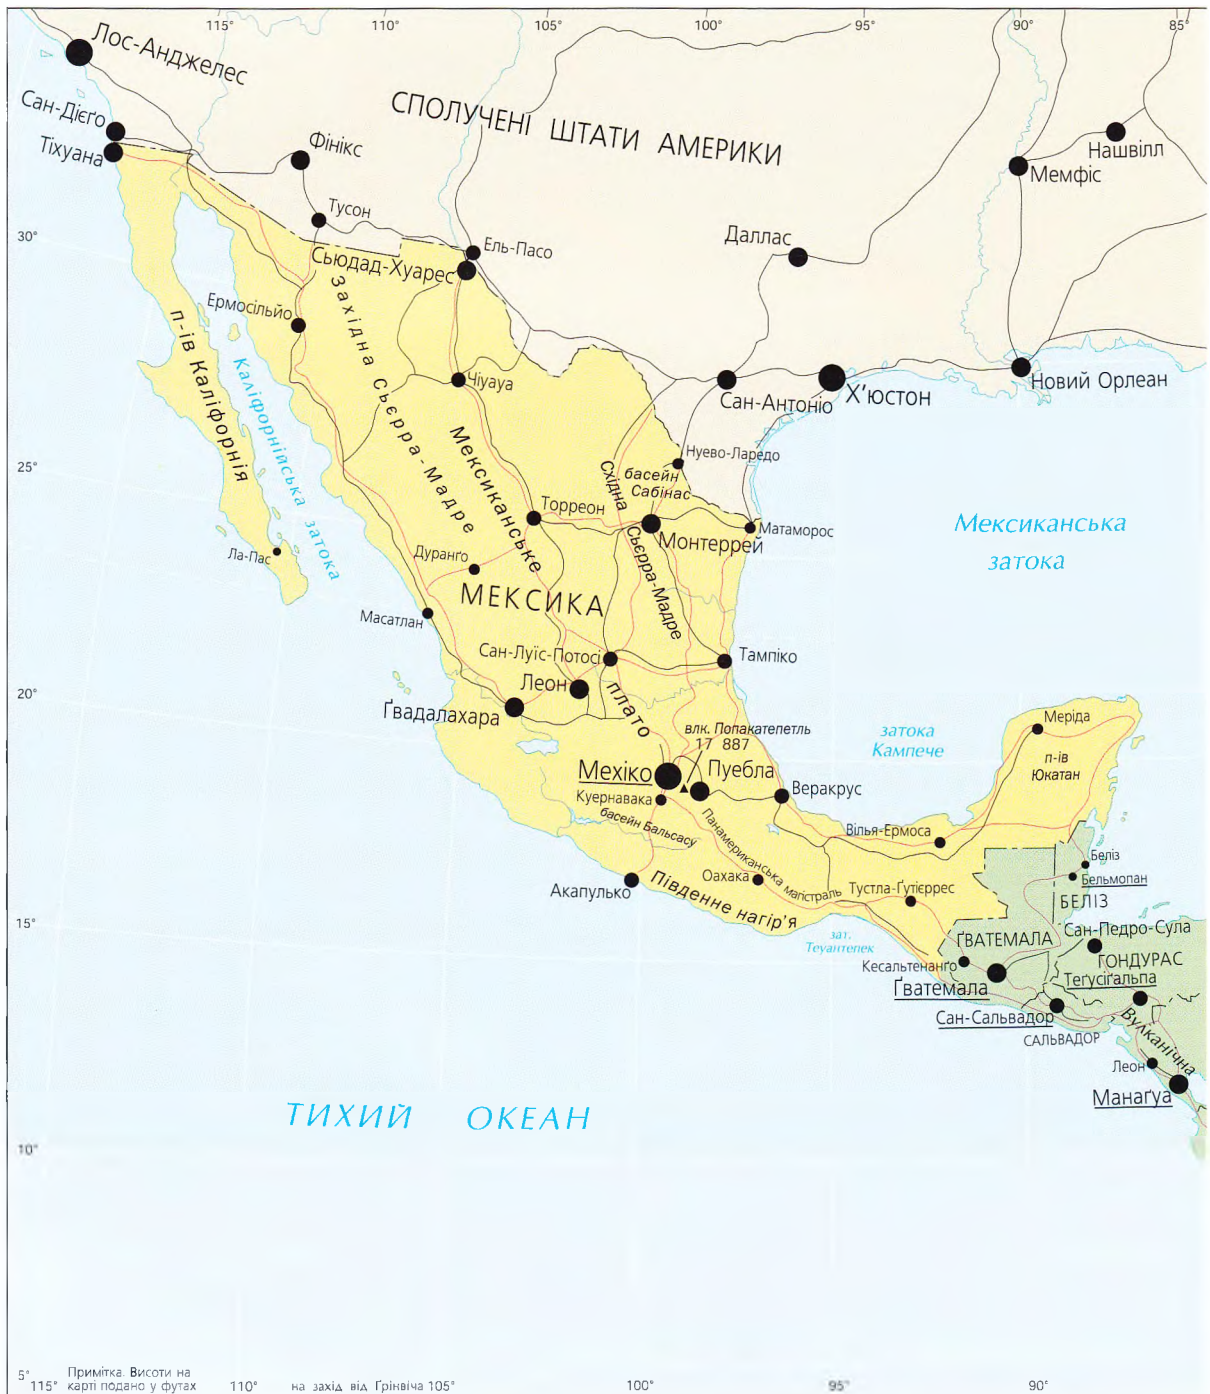 115°
110°
105°
100°
95°
90°
85°
Лос-Анджелес
СПОЛУЧЕНІ ШТАТИ АМЕРИКИ
Сан-Дієґо
Тіхуана
Фінікс
Нашвілл
Мемфіс
Тусон
30°
Ель-Пасо
Даллас
Сьюдад-Хуарес
Ермосільйо
ЗАХІДНА Сьєрра-Мадре
п-ів Каліфорнія
Каліфорнійська затока
Чіуауа
Сан-Антоніо
Х'юстон
Новий Орлеан
Мексиканське
плато
25°
Нуево-Ларедо
басейн
Сабінас
Східна
Сьєрра-Мадре
Торреон
Монтеррей
Матаморос
Мексиканська
затока
Ла-Пас
Дуранґо
МЕКСИКА
Масатлан
Сан-Луїс-Потосі
Тампіко
Леон
20°
Ґвадалахара
влк. Попакатепетль
17 887
затока
Кампече
Меріда
п-ів
Юкатан
Мехіко
Пуебла
Куернавака
Веракрус
басейн Бальсасу
Панамериканська магістраль
Вілья-Ермоса
Беліз
Бельмопан
БЕЛІЗ
Акапулько
Південне нагір'я
Оахака
Тустла-Ґутієррес
15°
зат.
Теуантепек
ҐВАТЕМАЛА
Сан-Педро-Сула
Кесальтенанґо
ГОНДУРАС
Ґватемала
Теґусіґальпа
Сан-Сальвадор
САЛЬВАДОР
Вулканічна
Леон
Манаґуа
ТИХИЙ ОКЕАН
10°
5°
Примітка. Висоти на
карті подано у футах
115°
110°
на захід від Ґрінвіча
105°
100°
95°
90°